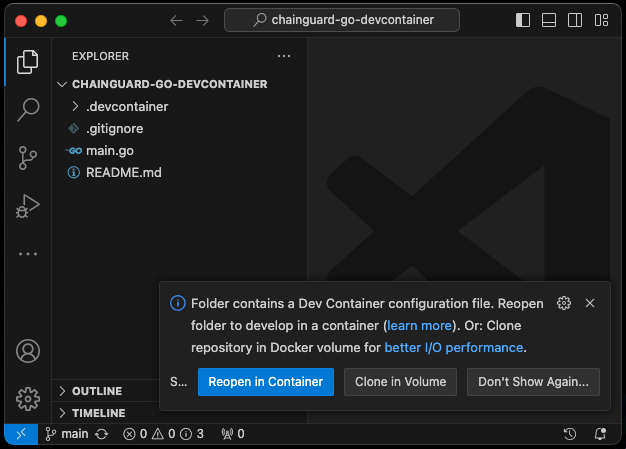 chainguard-go-devcontainer
EXPLORER
CHAINGUARD-GO-DEVCONTAINER
.devcontainer
.gitignore
GO main.go
README.md
Folder contains a Dev Container configuration file. Reopen
folder to develop in a container (learn more). Or: Clone
repository in Docker volume for better I/O performance.
S... Reopen in Container Clone in Volume Don't Show Again...
OUTLINE
TIMELINE
main 0 0 3 0